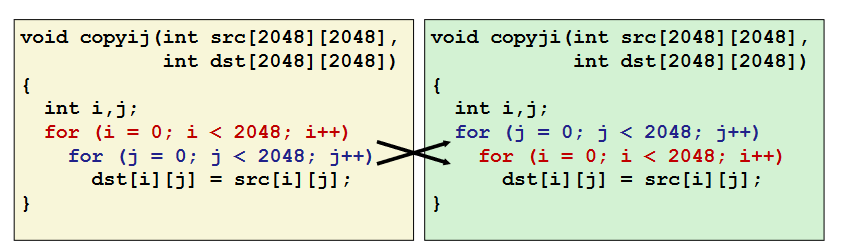 void copyij(int src[2048][2048],
            int dst[2048][2048])
{
  int i,j;
  for (i = 0; i < 2048; i++)
    for (j = 0; j < 2048; j++)
      dst[i][j] = src[i][j];
}
void copyji(int src[2048][2048],
            int dst[2048][2048])
{
  int i,j;
  for (j = 0; j < 2048; j++)
    for (i = 0; i < 2048; i++)
      dst[i][j] = src[i][j];
}